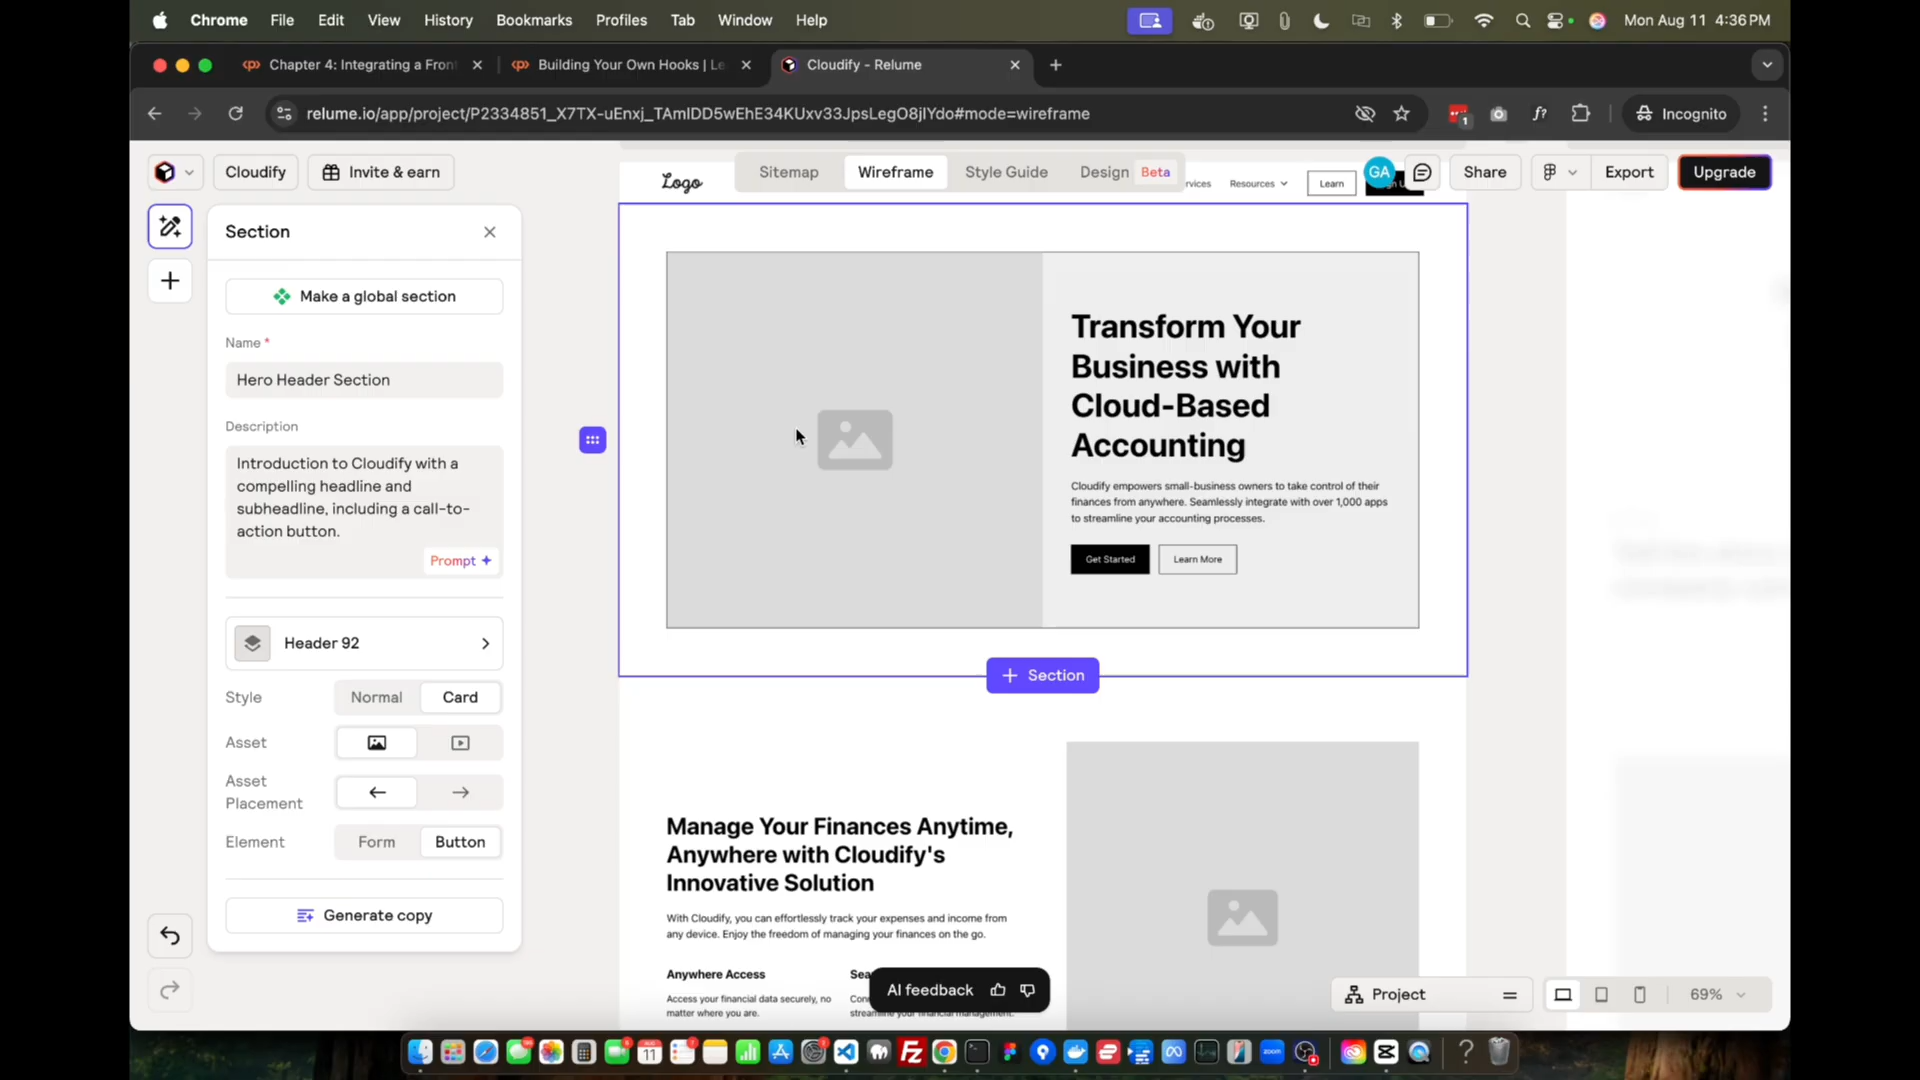 Chrome File Edit View History Bookmarks Profiles Tab Window Help Mon Aug 11 4:36 PM
Chapter 4: Integrating a Fron Building Your Own Hooks | Le Cloudify - Relume
relume.io/app/project/P2334851_X7TX-uEnxj_TAmIDD5wEhE34KUxv33JpsLegO8jlYdo#mode=wireframe
1 f? Incognito
Cloudify Invite & earn Sitemap Wireframe Style Guide Design Beta GA Share Export Upgrade
Logo Resources Learn
Section
Make a global section
Name *
Hero Header Section
Description
Introduction to Cloudify with a
compelling headline and
subheadline, including a call-to-
action button.
Prompt
Header 92
Style Normal Card
Asset
Asset
Placement
Element Form Button
Generate copy
Transform Your
Business with
Cloud-Based
Accounting
Cloudify empowers small-business owners to take control of their
finances from anywhere. Seamlessly integrate with over 1,000 apps
to streamline your accounting processes.
Get Started Learn More
Section
Manage Your Finances Anytime,
Anywhere with Cloudify's
Innovative Solution
With Cloudify, you can effortlessly track your expenses and income from
any device. Enjoy the freedom of managing your finances on the go.
Anywhere Access
Access your financial data securely, no
matter where you are.
streamline your financial management.
AI feedback
Project 69%